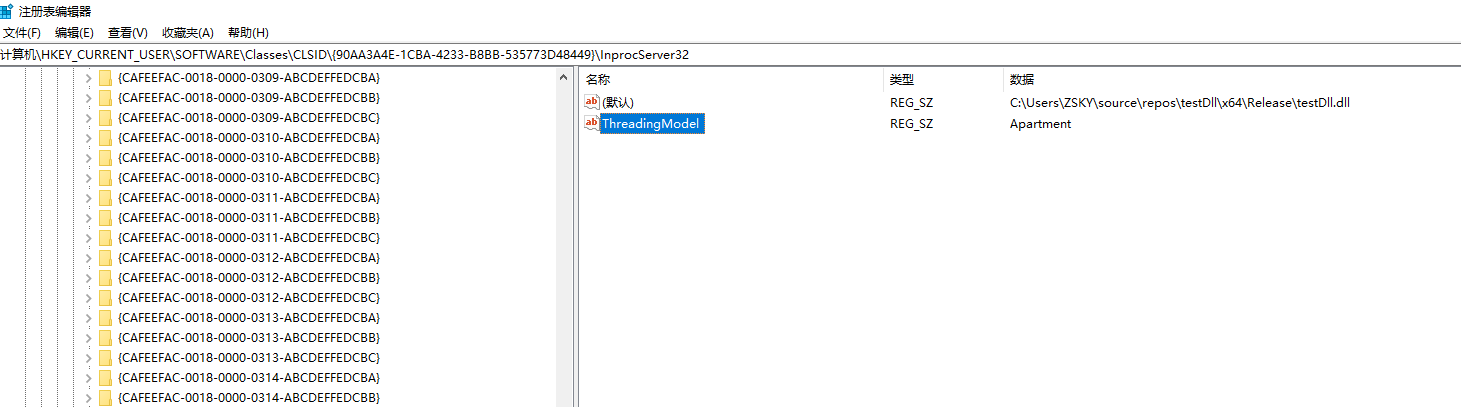 注册表编辑器
文件(F) 编辑(E) 查看(V) 收藏夹(A) 帮助(H)
计算机\HKEY_CURRENT_USER\SOFTWARE\Classes\CLSID\{90AA3A4E-1CBA-4233-B8BB-535773D48449}\InprocServer32
{CAFEEFAC-0018-0000-0309-ABCDEFFEDCBA}
{CAFEEFAC-0018-0000-0309-ABCDEFFEDCBB}
{CAFEEFAC-0018-0000-0309-ABCDEFFEDCBC}
{CAFEEFAC-0018-0000-0310-ABCDEFFEDCBA}
{CAFEEFAC-0018-0000-0310-ABCDEFFEDCBB}
{CAFEEFAC-0018-0000-0310-ABCDEFFEDCBC}
{CAFEEFAC-0018-0000-0311-ABCDEFFEDCBA}
{CAFEEFAC-0018-0000-0311-ABCDEFFEDCBB}
{CAFEEFAC-0018-0000-0311-ABCDEFFEDCBC}
{CAFEEFAC-0018-0000-0312-ABCDEFFEDCBA}
{CAFEEFAC-0018-0000-0312-ABCDEFFEDCBB}
{CAFEEFAC-0018-0000-0312-ABCDEFFEDCBC}
{CAFEEFAC-0018-0000-0313-ABCDEFFEDCBA}
{CAFEEFAC-0018-0000-0313-ABCDEFFEDCBB}
{CAFEEFAC-0018-0000-0313-ABCDEFFEDCBC}
{CAFEEFAC-0018-0000-0314-ABCDEFFEDCBA}
{CAFEEFAC-0018-0000-0314-ABCDEFFEDCBB}
名称 类型 数据
ab (默认) REG_SZ C:\Users\ZSKY\source\repos\testDll\x64\Release\testDll.dll
ab ThreadingModel REG_SZ Apartment